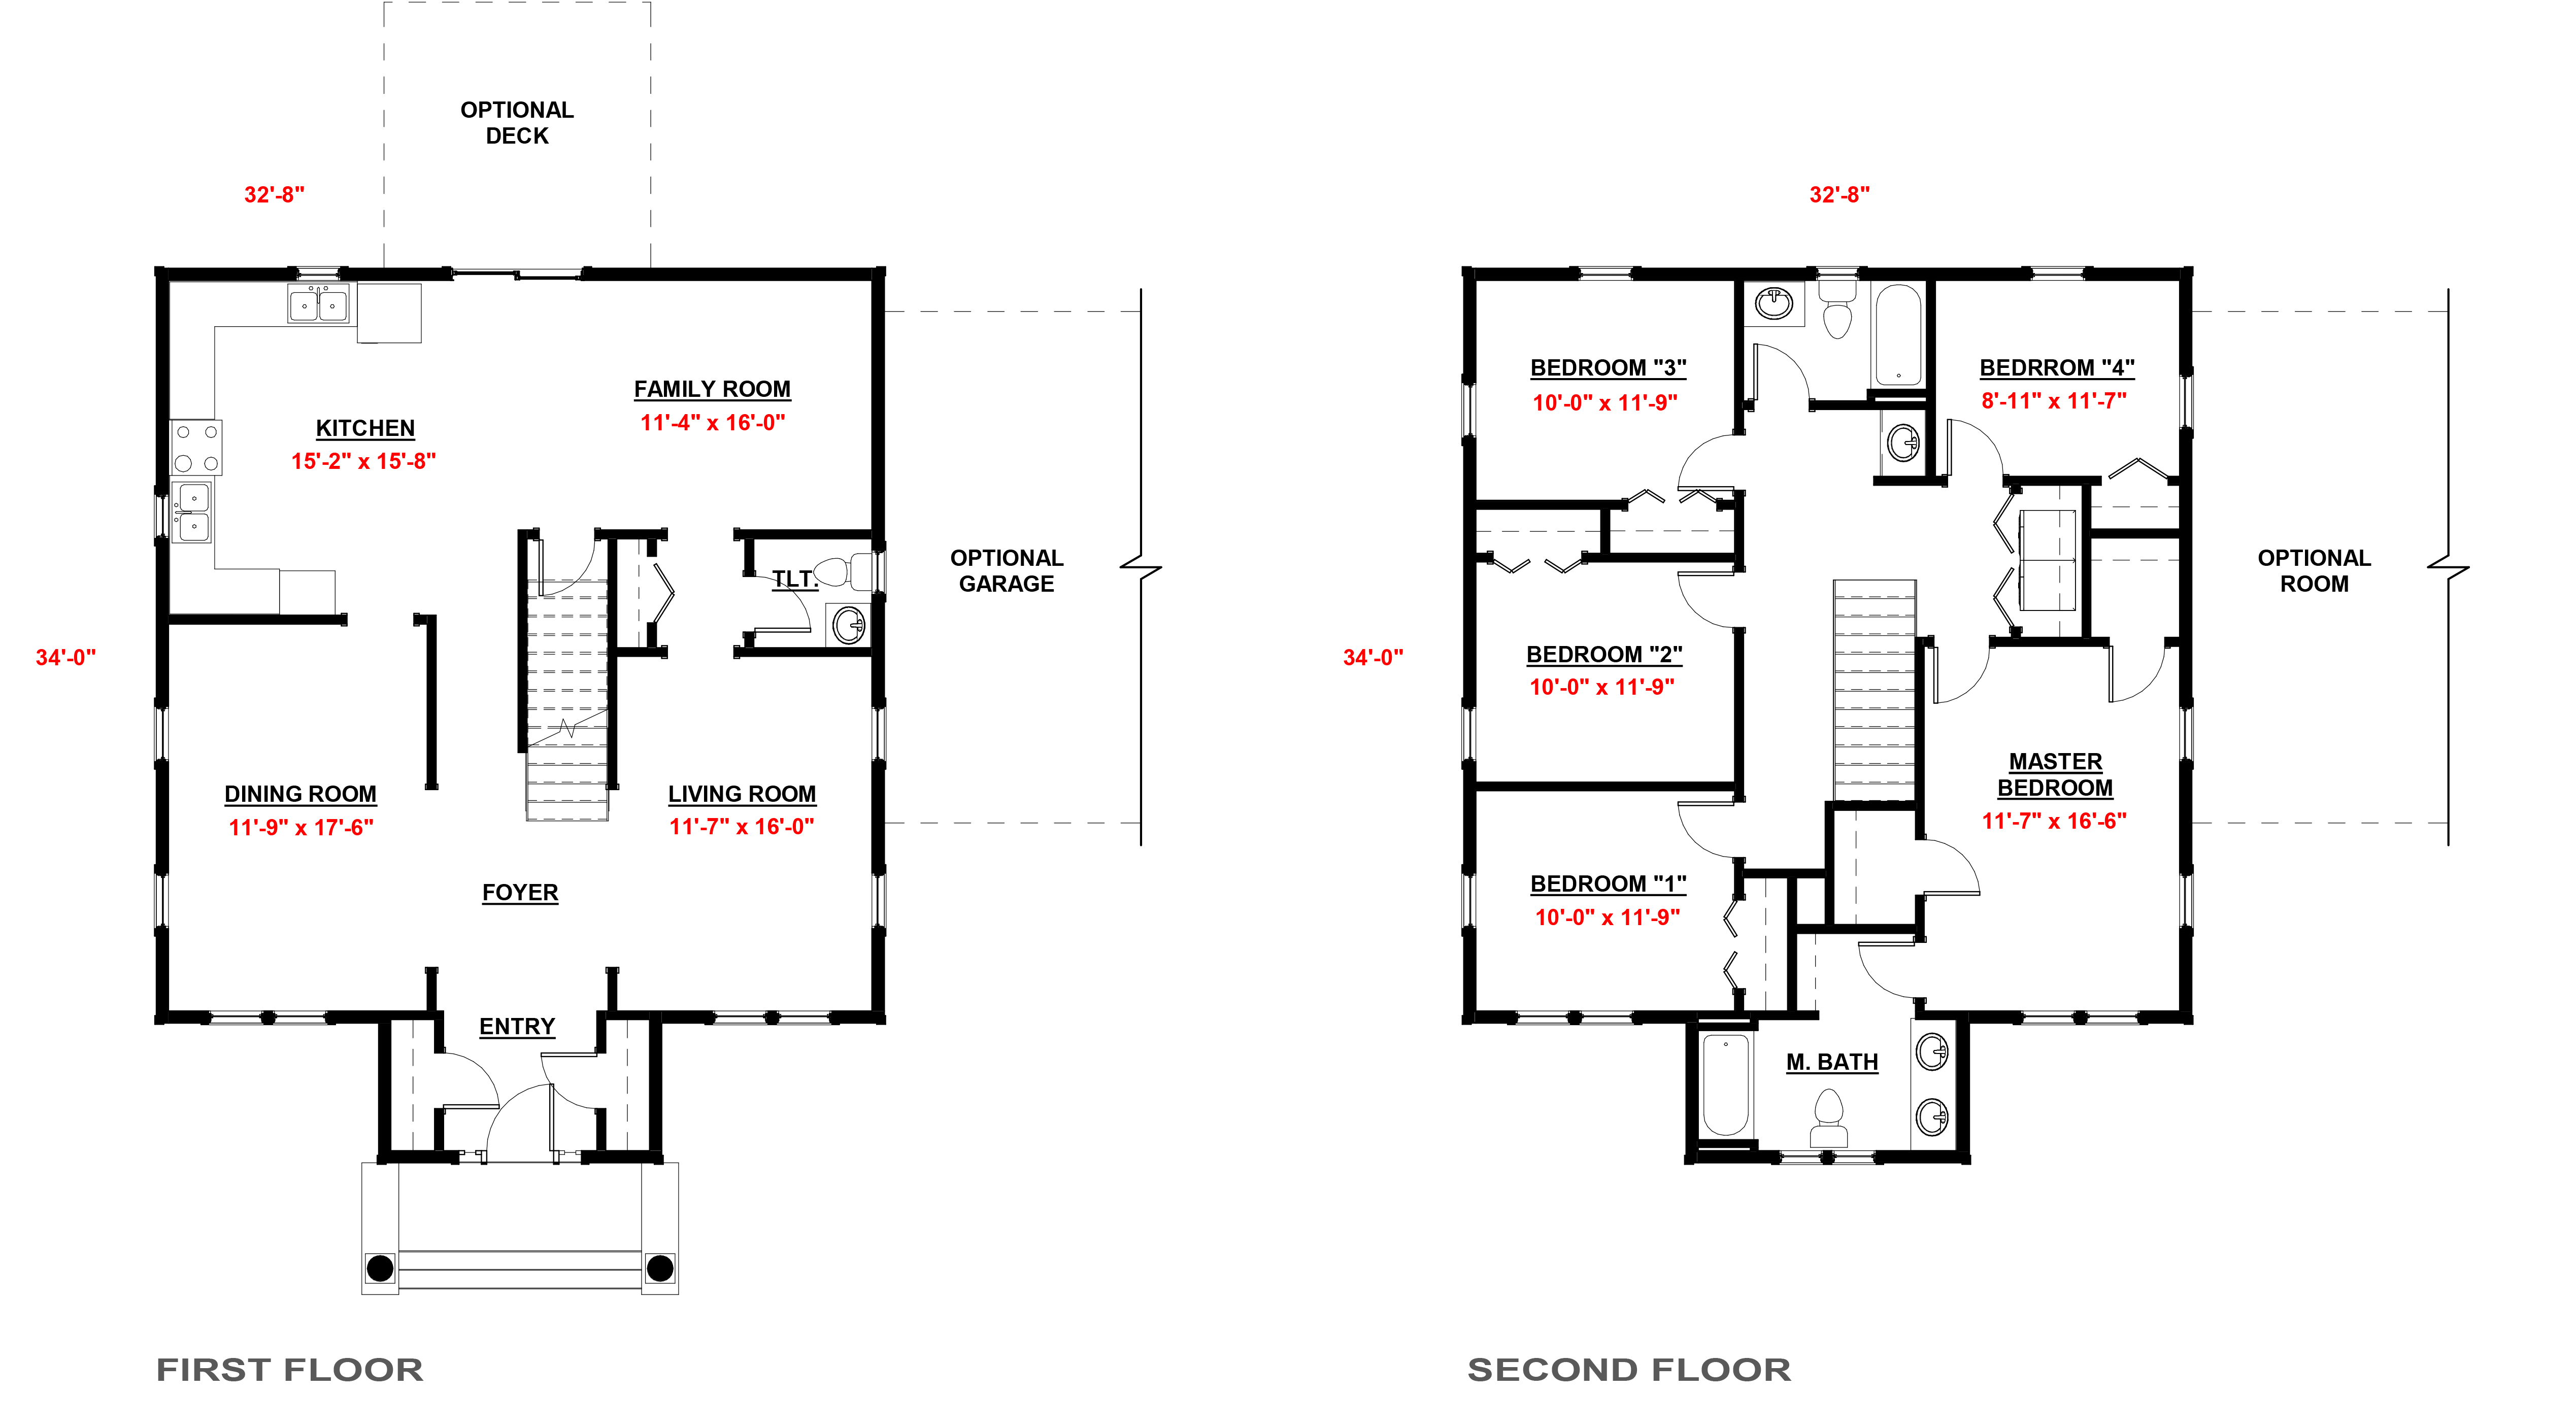 OPTIONAL
DECK
32'-8"
FAMILY ROOM
11'-4" x 16'-0"
KITCHEN
15'-2" x 15'-8"
OPTIONAL
GARAGE
TLT.
34'-0"
DINING ROOM
11'-9" x 17'-6"
LIVING ROOM
11'-7" x 16'-0"
FOYER
ENTRY
FIRST FLOOR
32'-8"
BEDROOM "3"
10'-0" x 11'-9"
BEDRROM "4"
8'-11" x 11'-7"
OPTIONAL
ROOM
34'-0"
BEDROOM "2"
10'-0" x 11'-9"
MASTER
BEDROOM
11'-7" x 16'-6"
BEDROOM "1"
10'-0" x 11'-9"
M. BATH
SECOND FLOOR